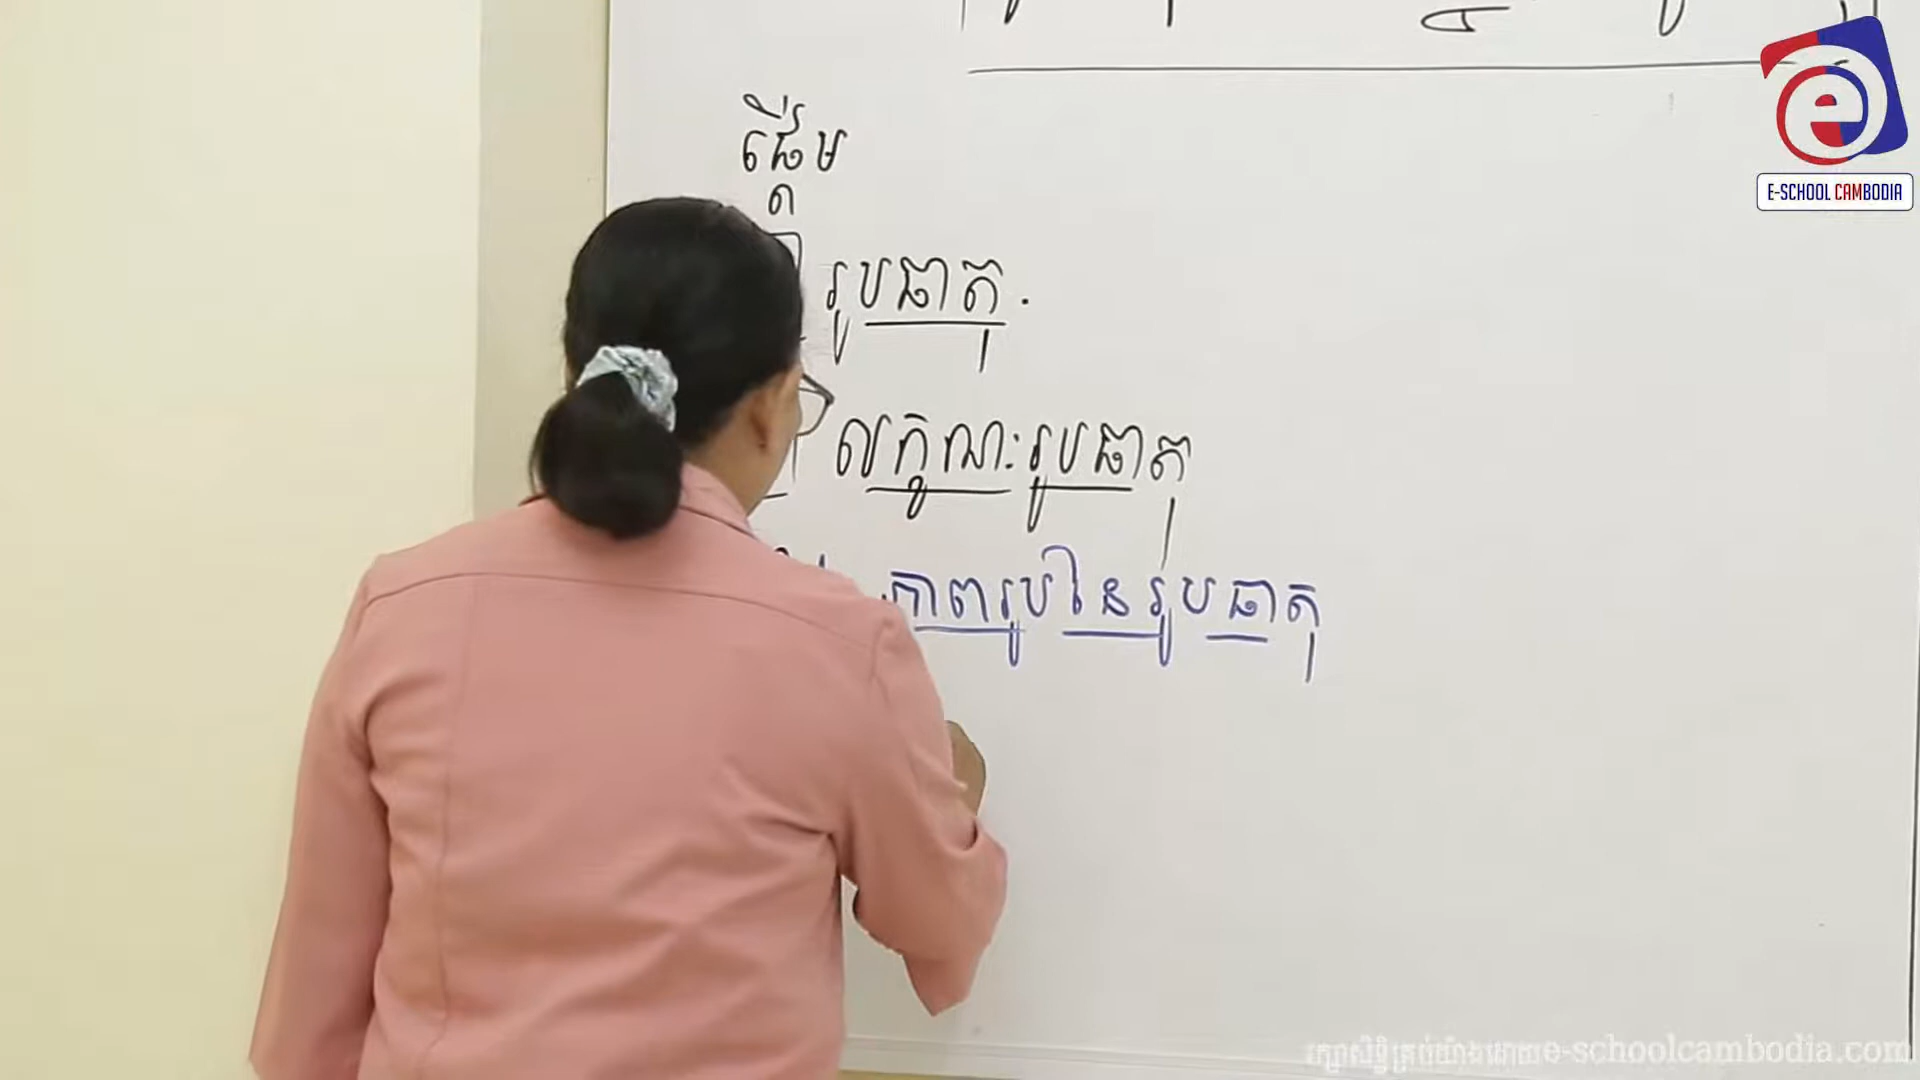 ផ្ដើម
រូបធាតុ.
លក្ខណៈរូបធាតុ
ភាពរូបនៃរូបធាតុ
E-SCHOOL CAMBODIA
e-schoolcambodia.com